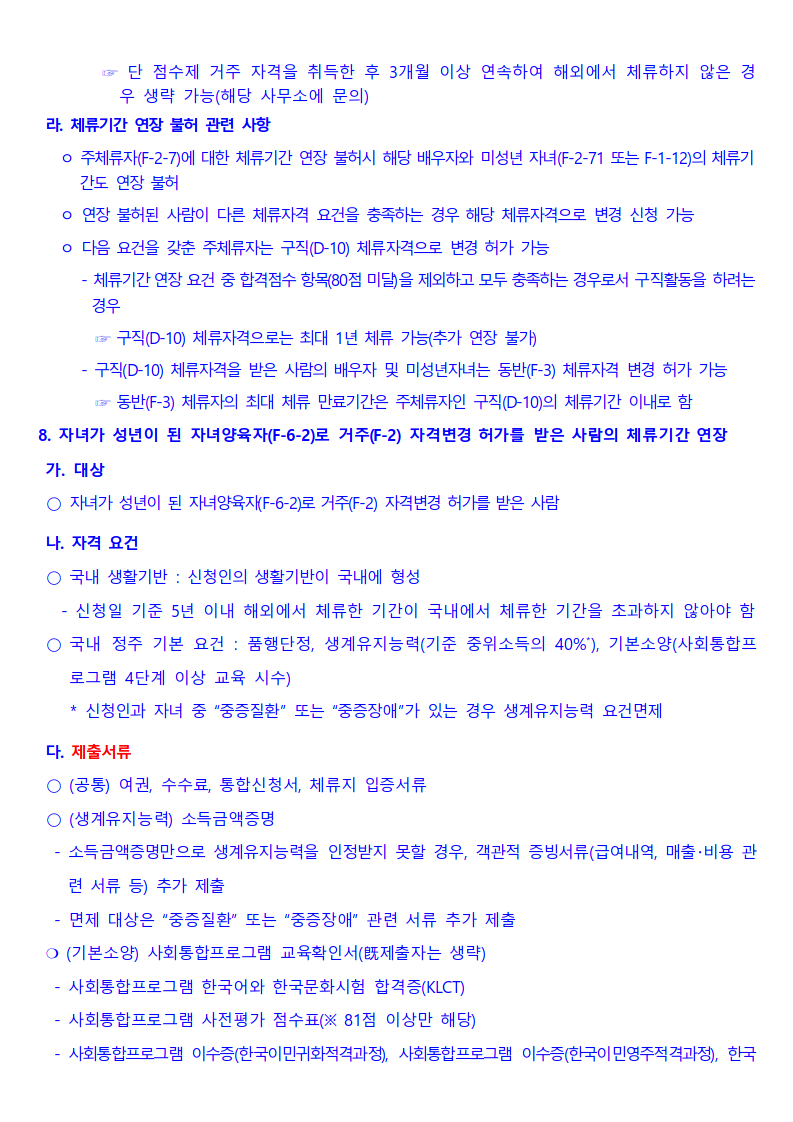 ☞ 단 점수제 거주 자격을 취득한 후 3개월 이상 연속하여 해외에서 체류하지 않은 경
우 생략 가능(해당 사무소에 문의)
라. 체류기간 연장 불허 관련 사항
ㅇ 주체류자(F-2-7)에 대한 체류기간 연장 불허시 해당 배우자와 미성년 자녀(F-2-71 또는 F-1-12)의 체류기
간도 연장 불허
ㅇ 연장 불허된 사람이 다른 체류자격 요건을 충족하는 경우 해당 체류자격으로 변경 신청 가능
ㅇ 다음 요건을 갖춘 주체류자는 구직(D-10) 체류자격으로 변경 허가 가능
- 체류기간 연장 요건 중 합격점수 항목(80점 미달)을 제외하고 모두 충족하는 경우로서 구직활동을 하려는
경우
☞ 구직(D-10) 체류자격으로는 최대 1년 체류 가능(추가 연장 불가)
- 구직(D-10) 체류자격을 받은 사람의 배우자 및 미성년자녀는 동반(F-3) 체류자격 변경 허가 가능
☞ 동반(F-3) 체류자의 최대 체류 만료기간은 주체류자인 구직(D-10)의 체류기간 이내로 함
8. 자녀가 성년이 된 자녀양육자(F-6-2)로 거주(F-2) 자격변경 허가를 받은 사람의 체류기간 연장
가. 대상
○ 자녀가 성년이 된 자녀양육자(F-6-2)로 거주(F-2) 자격변경 허가를 받은 사람
나. 자격 요건
○ 국내 생활기반 : 신청인의 생활기반이 국내에 형성
- 신청일 기준 5년 이내 해외에서 체류한 기간이 국내에서 체류한 기간을 초과하지 않아야 함
○ 국내 정주 기본 요건 : 품행단정, 생계유지능력(기준 중위소득의 40%*), 기본소양(사회통합프
로그램 4단계 이상 교육 시수)
* 신청인과 자녀 중 “중증질환” 또는 “중증장애”가 있는 경우 생계유지능력 요건면제
다. 제출서류
○ (공통) 여권, 수수료, 통합신청서, 체류지 입증서류
○ (생계유지능력) 소득금액증명
- 소득금액증명만으로 생계유지능력을 인정받지 못할 경우, 객관적 증빙서류(급여내역, 매출·비용 관
련 서류 등) 추가 제출
- 면제 대상은 “중증질환” 또는 “중증장애” 관련 서류 추가 제출
❍ (기본소양) 사회통합프로그램 교육확인서(旣제출자는 생략)
- 사회통합프로그램 한국어와 한국문화시험 합격증(KLCT)
- 사회통합프로그램 사전평가 점수표(※ 81점 이상만 해당)
- 사회통합프로그램 이수증(한국이민귀화적격과정), 사회통합프로그램 이수증(한국이민영주적격과정), 한국